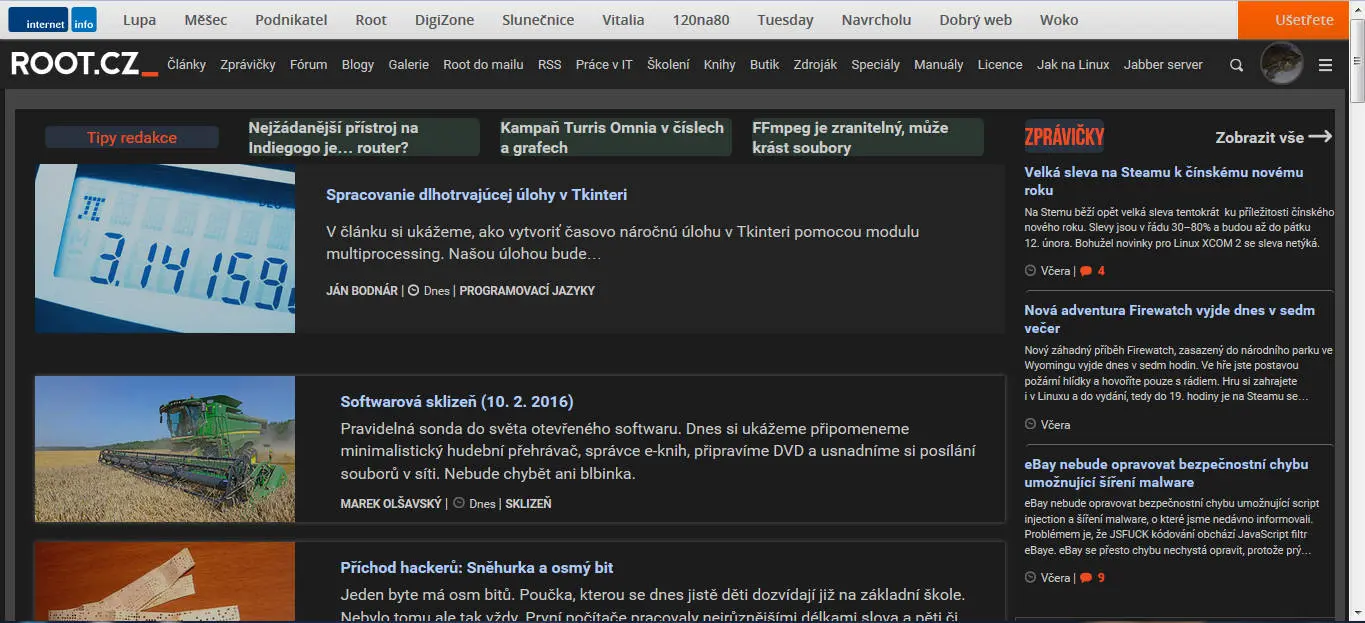 internet info Lupa Měšec Podnikatel Root DigiZone Slunečnice Vitalia 120na80 Tuesday Navrcholu Dobrý web Woko Ušetřete
ROOT.CZ_ Články Zprávičky Fórum Blogy Galerie Root do mailu RSS Práce v IT Školení Knihy Butik Zdroják Speciály Manuály Licence Jak na Linux Jabber server
Tipy redakce
Nejžádanější přístroj na
Indiegogo je… router?
Kampaň Turris Omnia v číslech
a grafech
FFmpeg je zranitelný, může
krást soubory
π
3.14159
Spracovanie dlhotrvajúcej úlohy v Tkinteri
V článku si ukážeme, ako vytvoriť časovo náročnú úlohu v Tkinteri pomocou modulu
multiprocessing. Našou úlohou bude…
JÁN BODNÁR | Dnes | PROGRAMOVACÍ JAZYKY
Softwarová sklizeň (10. 2. 2016)
Pravidelná sonda do světa otevřeného softwaru. Dnes si ukážeme připomeneme
minimalistický hudební přehrávač, správce e-knih, připravíme DVD a usnadníme si posílání
souborů v síti. Nebude chybět ani blbinka.
MAREK OLŠAVSKÝ | Dnes | SKLIZEŇ
Příchod hackerů: Sněhurka a osmý bit
Jeden byte má osm bitů. Poučka, kterou se dnes jistě děti dozvídají již na základní škole.
Nebylo tomu ale tak vždy. První počítače pracovaly nejrůznějšími délkami slova a pěti či
ZPRÁVIČKY Zobrazit vše
Velká sleva na Steamu k čínskému novému
roku
Na Stemu běží opět velká sleva tentokrát ku příležitosti čínského
nového roku. Slevy jsou v řádu 30–80% a budou až do pátku
12. února. Bohužel novinky pro Linux XCOM 2 se sleva netýká.
Včera | 4
Nová adventura Firewatch vyjde dnes v sedm
večer
Nový záhadný příběh Firewatch, zasazený do národního parku ve
Wyomingu vyjde dnes v sedm hodin. Ve hře jste postavou
požární hlídky a hovoříte pouze s rádiem. Hru si zahrajete
i v Linuxu a do vydání, tedy do 19. hodiny je na Steamu se…
Včera
eBay nebude opravovat bezpečnostní chybu
umožnující šíření malware
eBay nebude opravovat bezpečnostní chybu umožnující script
injection a šíření malware, o které jsme nedávno informovali.
Problémem je, že JSFUCK kódování obchází JavaScript filtr
eBaye. eBay se přesto chybu nechystá opravit, protože prý…
Včera | 9